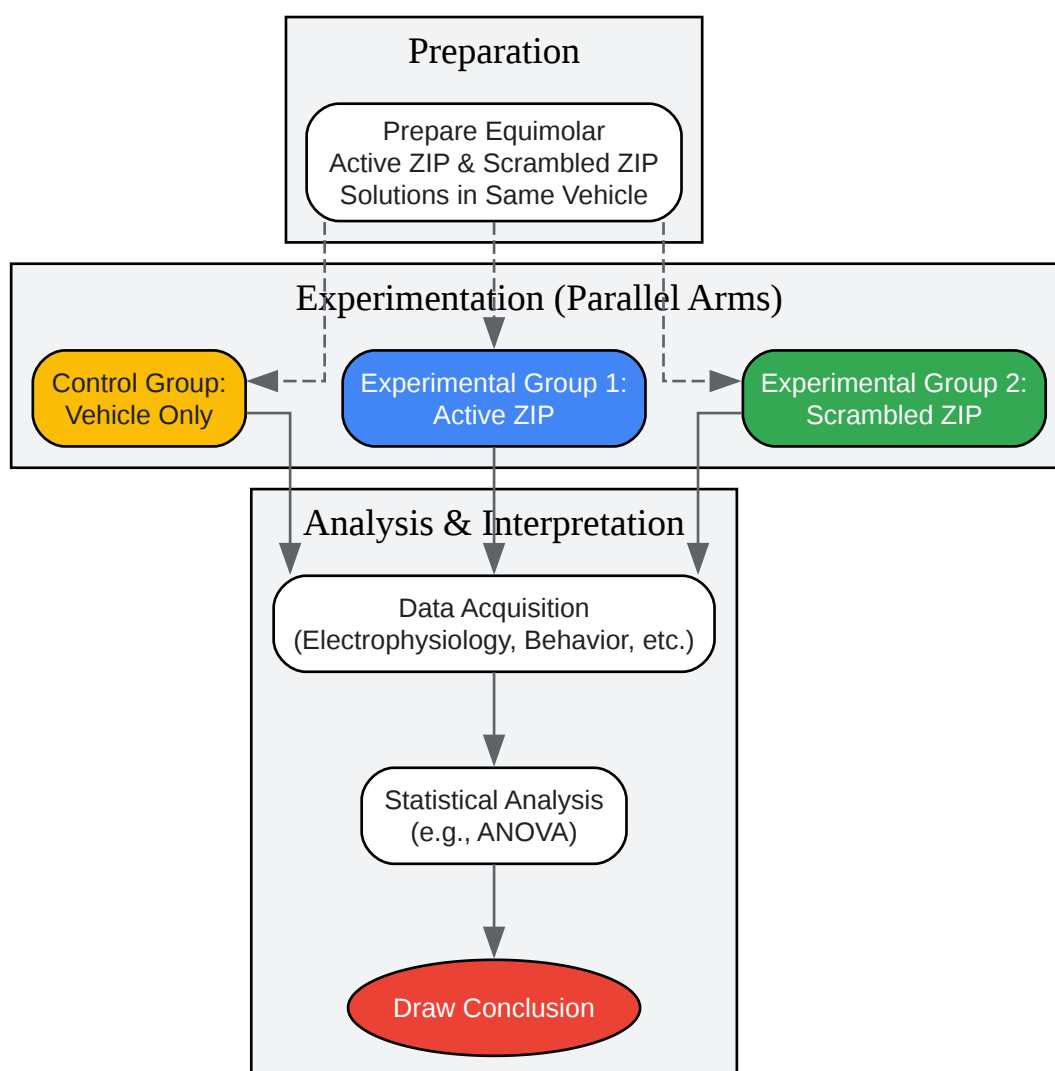 Preparation
Prepare Equimolar
Active ZIP & Scrambled ZIP
Solutions in Same Vehicle
Experimentation (Parallel Arms)
Control Group:
Vehicle Only
Experimental Group 1:
Active ZIP
Experimental Group 2:
Scrambled ZIP
Analysis & Interpretation
Data Acquisition
(Electrophysiology, Behavior, etc.)
Statistical Analysis
(e.g., ANOVA)
Draw Conclusion